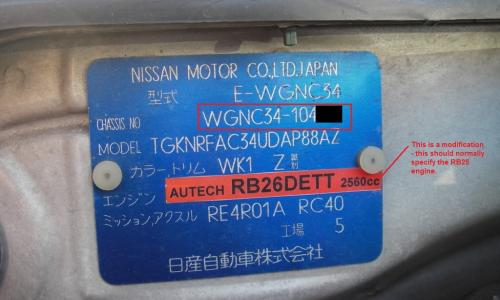 NISSAN MOTOR CO.,LTD.JAPAN
型式 E-WGNC34
CHASSIS NO WGNC34-104
MODEL TGKNRFAC34UDAP88AZ
カラー,トリム WK1 Z
エンジン AUTECH RB26DETT 2560cc
ミッション,アクスル RE4R01A RC40
工場 5
日産自動車株式会社
This is a modification
- this should normally
specify the RB25
engine.